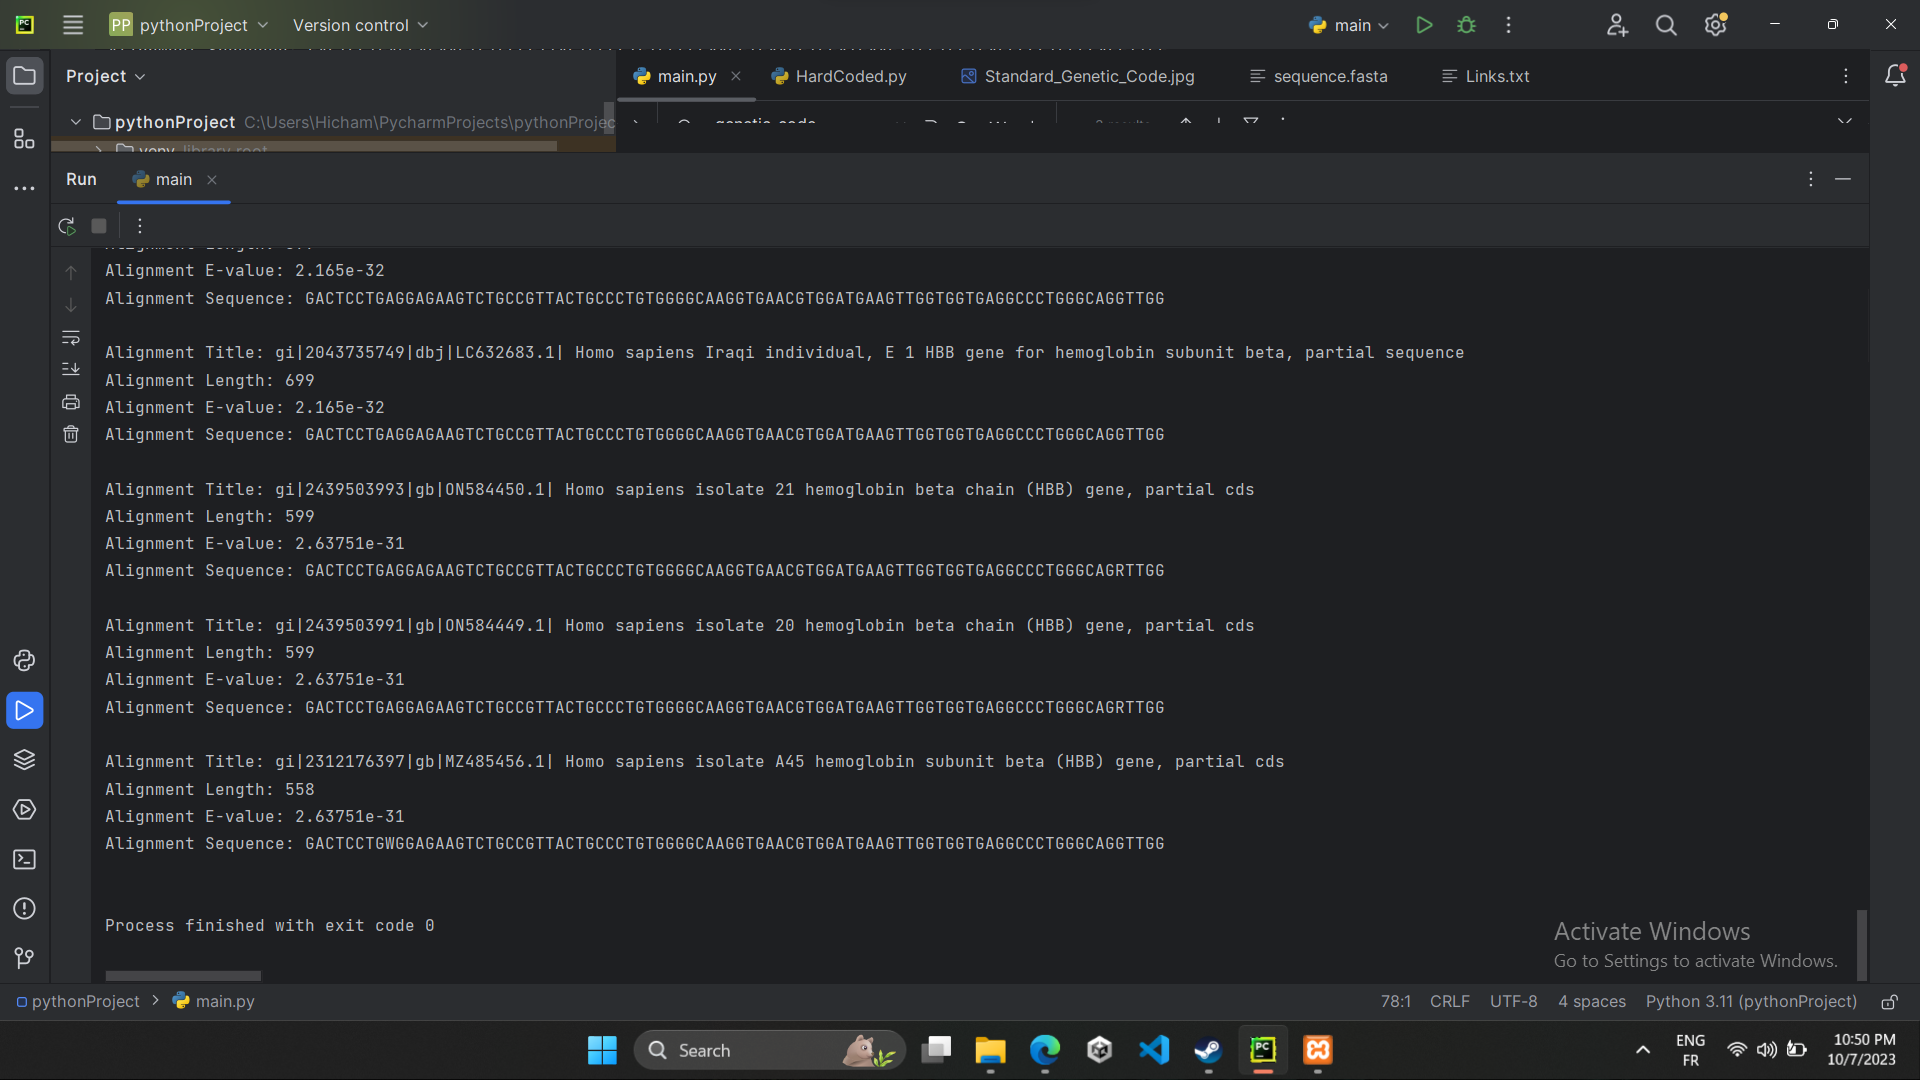 PC
PP pythonProject
Version control
main
Project
main.py
HardCoded.py
Standard_Genetic_Code.jpg
sequence.fasta
Links.txt
pythonProject C:\Users\Hicham\PycharmProjects\pythonProjec
venv library root
Run
main
Alignment E-value: 2.165e-32
Alignment Sequence: GACTCCTGAGGAGAAGTCTGCCGTTACTGCCCTGTGGGGCAAGGTGAACGTGGATGAAGTTGGTGGTGAGGCCCTGGGCAGGTTGG
Alignment Title: gi|2043735749|dbj|LC632683.1| Homo sapiens Iraqi individual, E 1 HBB gene for hemoglobin subunit beta, partial sequence
Alignment Length: 699
Alignment E-value: 2.165e-32
Alignment Sequence: GACTCCTGAGGAGAAGTCTGCCGTTACTGCCCTGTGGGGCAAGGTGAACGTGGATGAAGTTGGTGGTGAGGCCCTGGGCAGGTTGG
Alignment Title: gi|2439503993|gb|ON584450.1| Homo sapiens isolate 21 hemoglobin beta chain (HBB) gene, partial cds
Alignment Length: 599
Alignment E-value: 2.63751e-31
Alignment Sequence: GACTCCTGAGGAGAAGTCTGCCGTTACTGCCCTGTGGGGCAAGGTGAACGTGGATGAAGTTGGTGGTGAGGCCCTGGGCAGRTTGG
Alignment Title: gi|2439503991|gb|ON584449.1| Homo sapiens isolate 20 hemoglobin beta chain (HBB) gene, partial cds
Alignment Length: 599
Alignment E-value: 2.63751e-31
Alignment Sequence: GACTCCTGAGGAGAAGTCTGCCGTTACTGCCCTGTGGGGCAAGGTGAACGTGGATGAAGTTGGTGGTGAGGCCCTGGGCAGRTTGG
Alignment Title: gi|2312176397|gb|MZ485456.1| Homo sapiens isolate A45 hemoglobin subunit beta (HBB) gene, partial cds
Alignment Length: 558
Alignment E-value: 2.63751e-31
Alignment Sequence: GACTCCTGWGGAGAAGTCTGCCGTTACTGCCCTGTGGGGCAAGGTGAACGTGGATGAAGTTGGTGGTGAGGCCCTGGGCAGGTTGG
Process finished with exit code 0
Activate Windows
Go to Settings to activate Windows.
pythonProject > main.py
78:1 CRLF UTF-8 4 spaces Python 3.11 (pythonProject)
Search
PC
ENG
FR
10:50 PM
10/7/2023